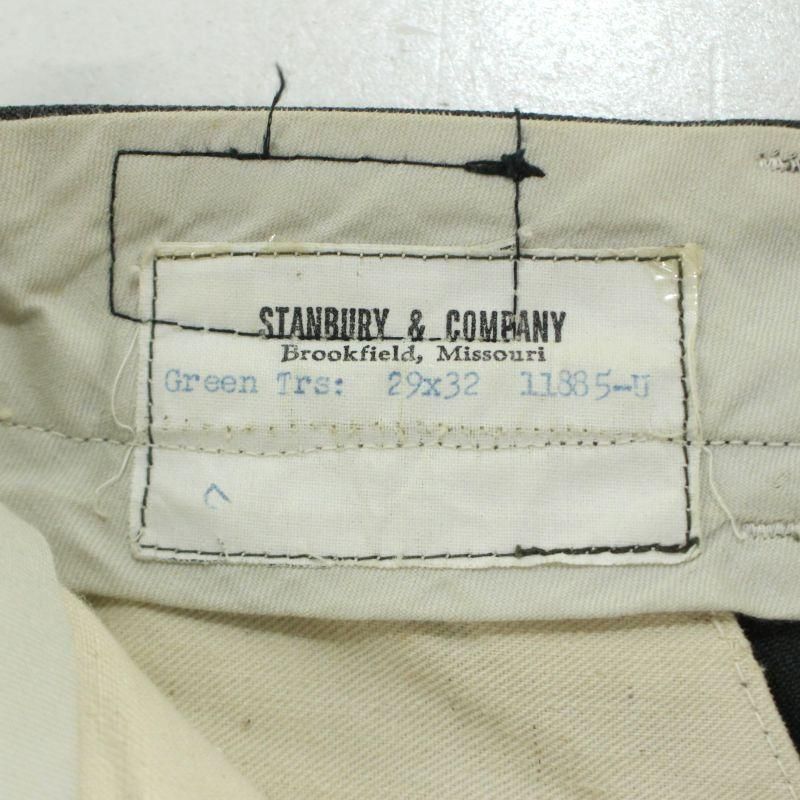 STANBURY & COMPANY
Brookfield, Missouri
Green Trs: 29x32 11885-U